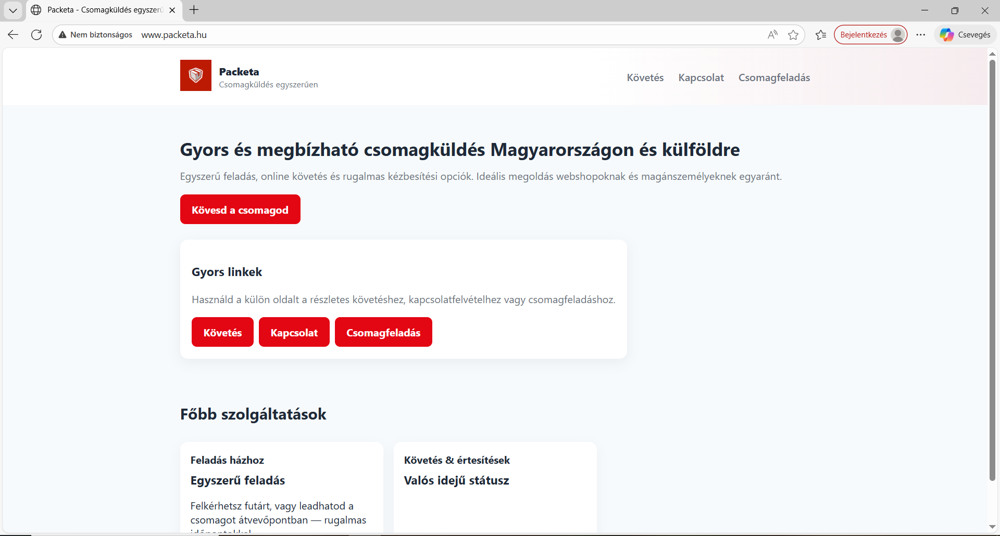 Packeta - Csomagküldés egyszerű
Nem biztonságos www.packeta.hu
Bejelentkezés
Csevegés
Packeta
Csomagküldés egyszerűen
Követés Kapcsolat Csomagfeladás
Gyors és megbízható csomagküldés Magyarországon és külföldre
Egyszerű feladás, online követés és rugalmas kézbesítési opciók. Ideális megoldás webshopoknak és magánszemélyeknek egyaránt.
Kövesd a csomagod
Gyors linkek
Használd a külön oldalt a részletes követéshez, kapcsolatfelvételhez vagy csomagfeladáshoz.
Követés Kapcsolat Csomagfeladás
Főbb szolgáltatások
Feladás házhoz
Egyszerű feladás
Felkérhetsz futárt, vagy leadhatod a
csomagot átvevőpontban — rugalmas
Követés & értesítések
Valós idejű státusz